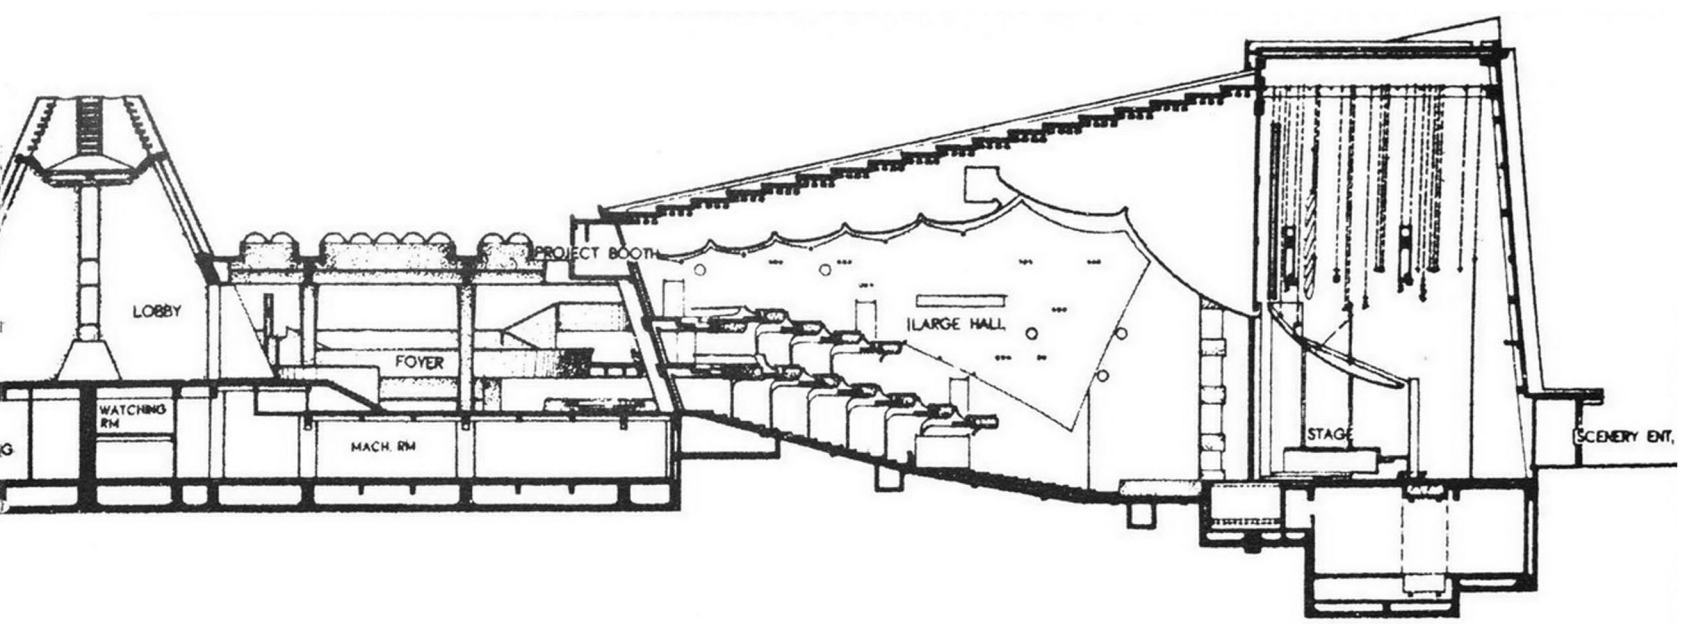 PROJECT BOOTH
LOBBY
LARGE HALL
FOYER
WATCHING
RM
MACH. RM
STAGE
SCENERY ENT,
G